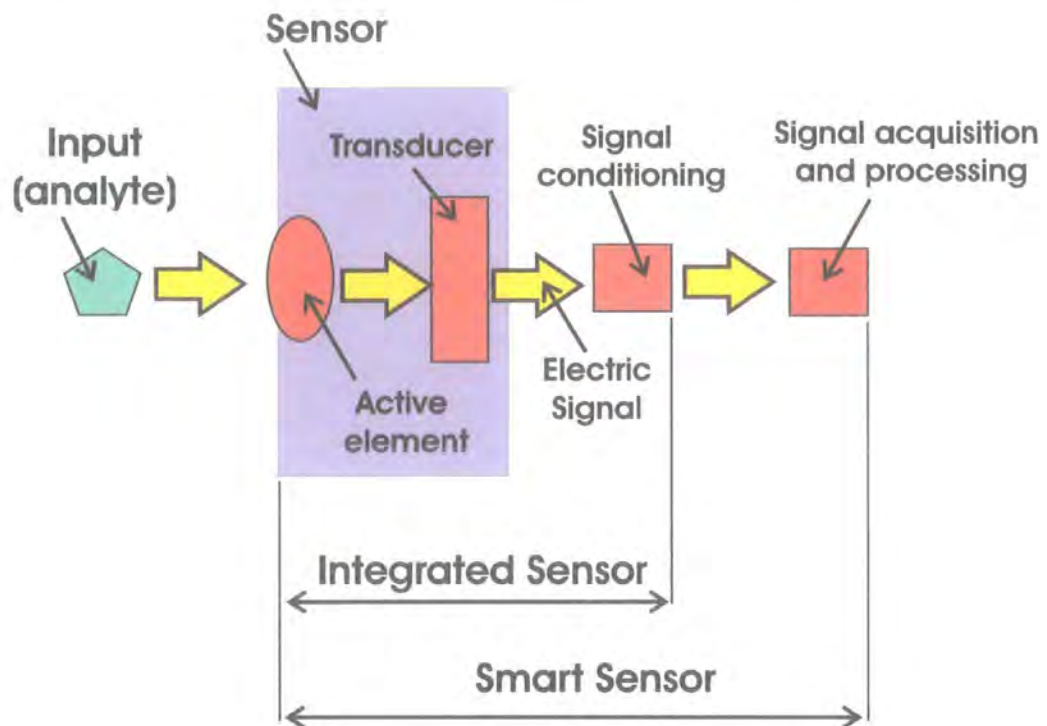 Sensor
Input
(analyte)
Transducer
Signal
conditioning
Signal acquisition
and processing
Active
element
Electric
Signal
Integrated Sensor
Smart Sensor